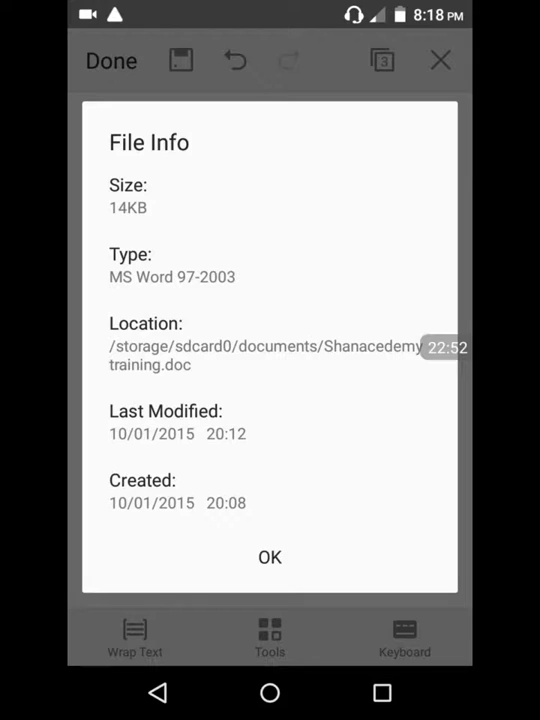 8:18 PM
Done
3
File Info
Size:
14KB
Type:
MS Word 97-2003
Location:
/storage/sdcard0/documents/Shanacedemy
22:52
training.doc
Last Modified:
10/01/2015 20:12
Created:
10/01/2015 20:08
OK
Wrap Text Tools Keyboard